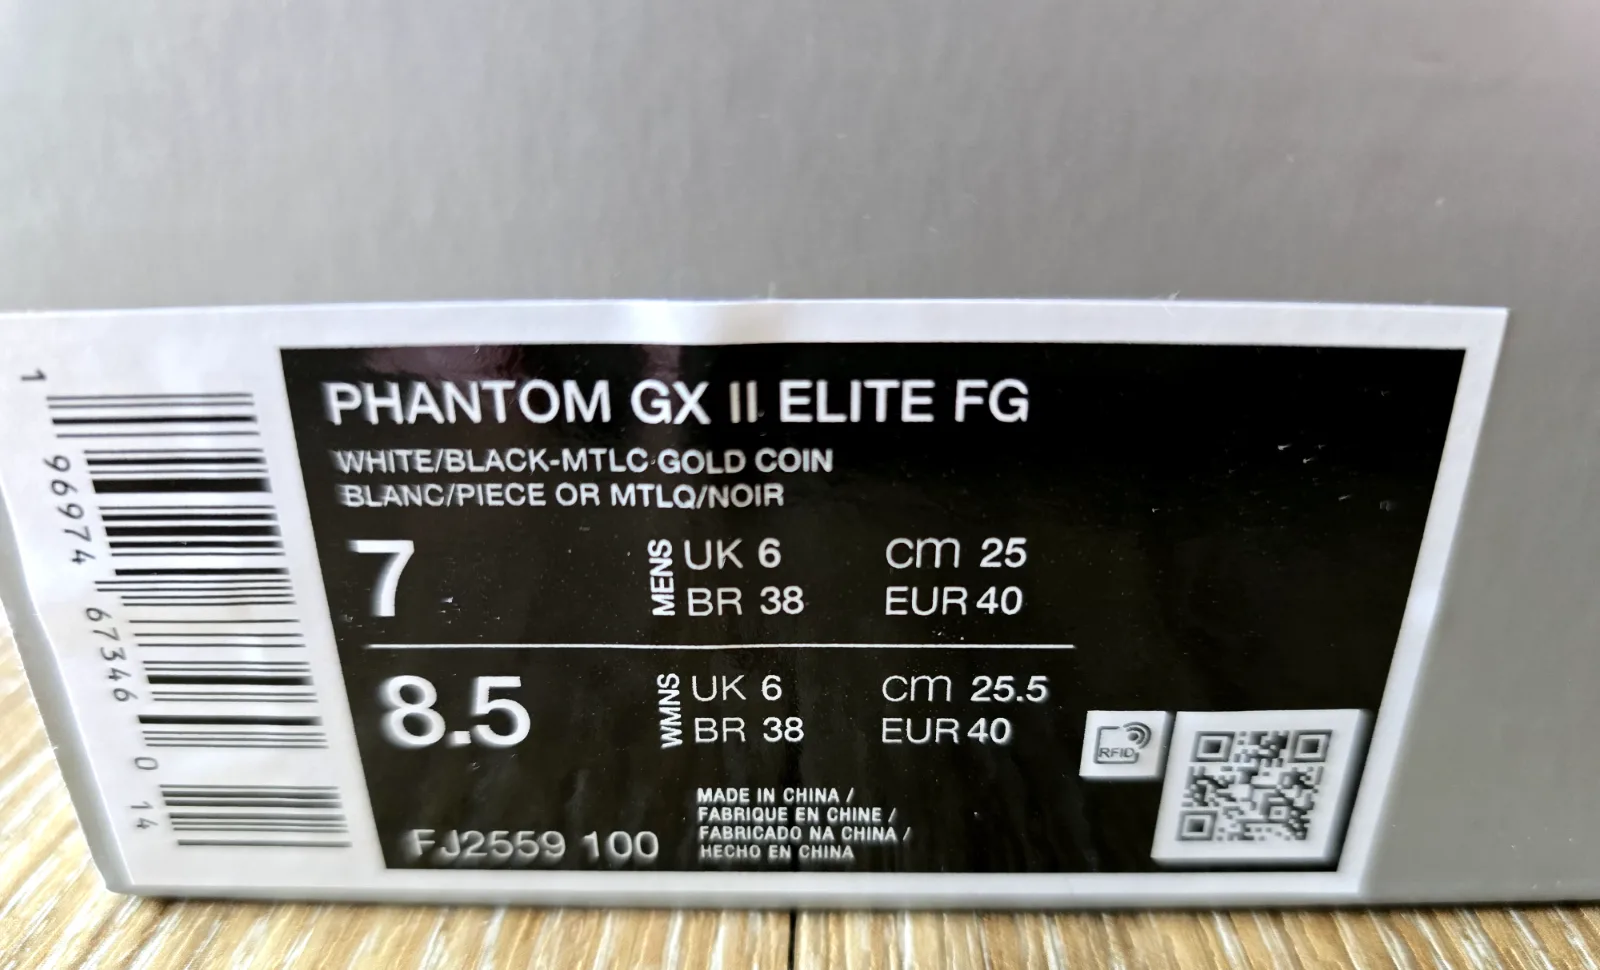 PHANTOM GX II ELITE FG
WHITE/BLACK-MTLC GOLD COIN
BLANC/PIECE OR MTLQ/NOIR
7 MENS UK 6 cm 25
BR 38 EUR 40
8.5 WMNS UK 6 cm 25.5
BR 38 EUR 40
RFID
FJ2559 100
MADE IN CHINA /
FABRIQUE EN CHINE /
FABRICADO NA CHINA /
HECHO EN CHINA
1 96974 67346 0 14